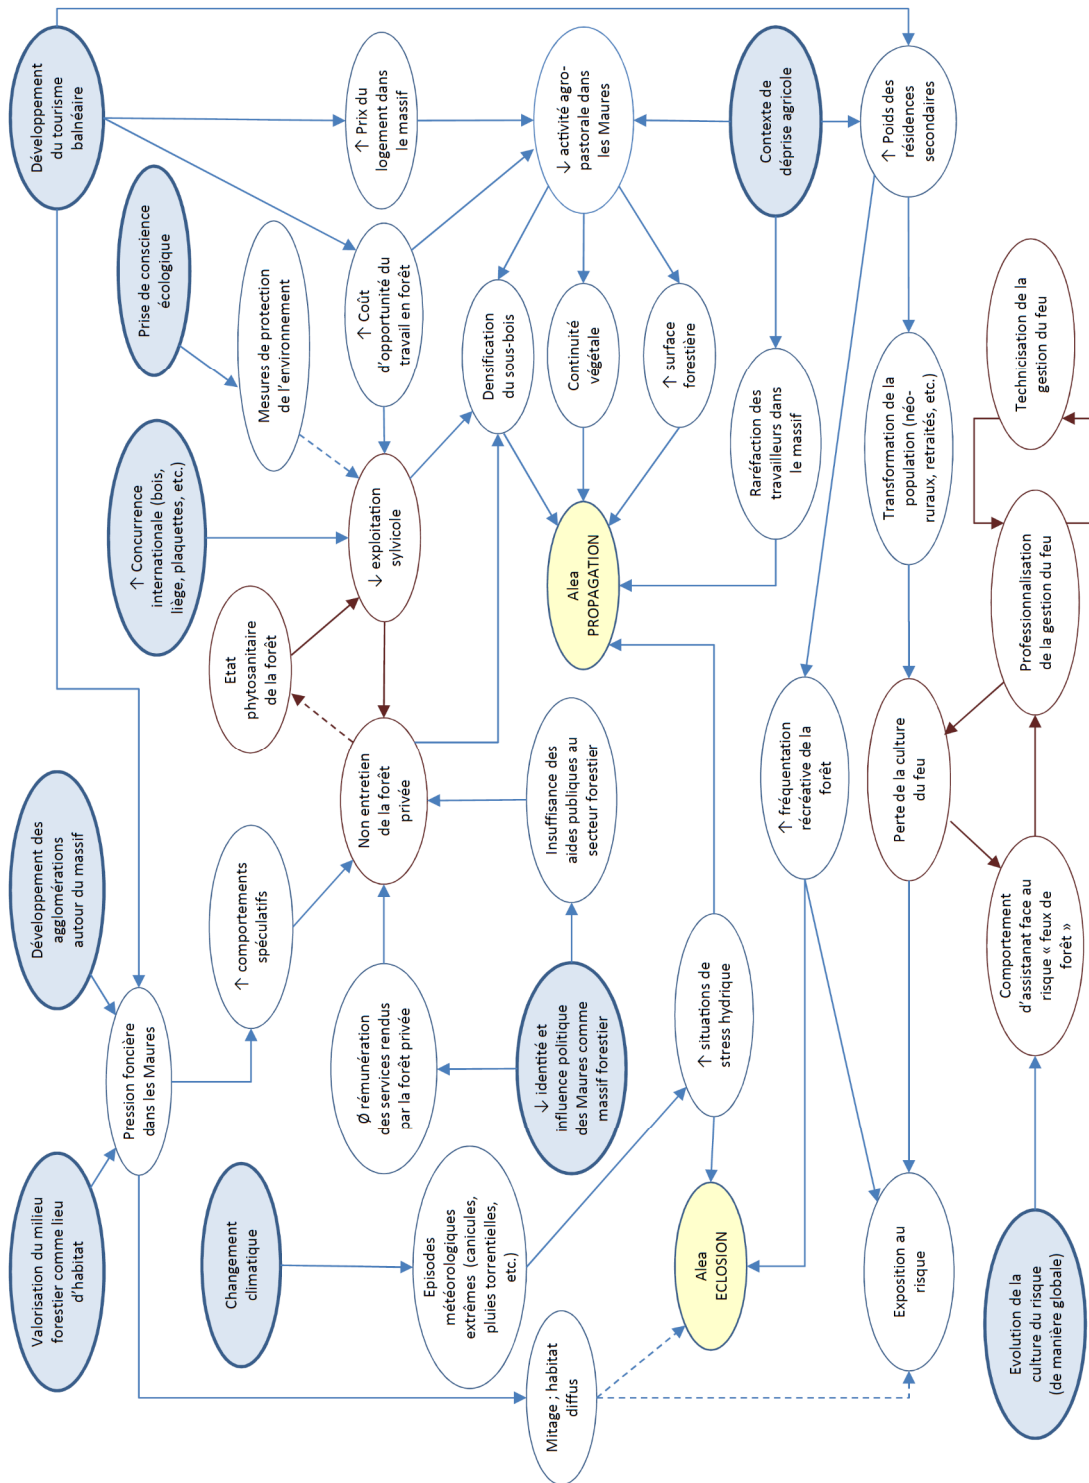 Valorisation du milieu
forestier comme lieu
d'habitat
Développement des
agglomérations
autour du massif
Développement
du tourisme
balnéaire
Pression foncière
dans les Maures
↑ Concurrence
internationale (bois,
liège, plaquettes, etc.)
Prise de conscience
écologique
Changement
climatique
↑ comportements
spéculatifs
Etat
phytosanitaire
de la forêt
Mesures de protection
de l'environnement
Ø rémunération
des services rendus
par la forêt privée
Non entretien
de la forêt
privée
↓ exploitation
sylvicole
↑ Coût
d'opportunité du
travail en forêt
↑ Prix du
logement dans
le massif
Episodes
météorologiques
extrêmes (canicules,
pluies torrentielles,
etc.)
Densification
du sous-bois
Mitage ; habitat
diffus
↓ identité et
influence politique
des Maures comme
massif forestier
Insuffisance des
aides publiques au
secteur forestier
Alea
PROPAGATION
Continuité
végétale
↓ activité agro-
pastorale dans
les Maures
↑ surface
forestière
Alea
ECLOSION
↑ situations de
stress hydrique
Raréfaction des
travailleurs dans
le massif
Contexte de
déprise agricole
↑ fréquentation
récréative de la
forêt
Exposition au
risque
Perte de la culture
du feu
Transformation de la
population (néo-
ruraux, retraités, etc.)
↑ Poids des
résidences
secondaires
Evolution de la
culture du risque
(de manière globale)
Comportement
d'assistanat face au
risque « feux de
forêt »
Professionnalisation
de la gestion du feu
Technicisation de la
gestion du feu